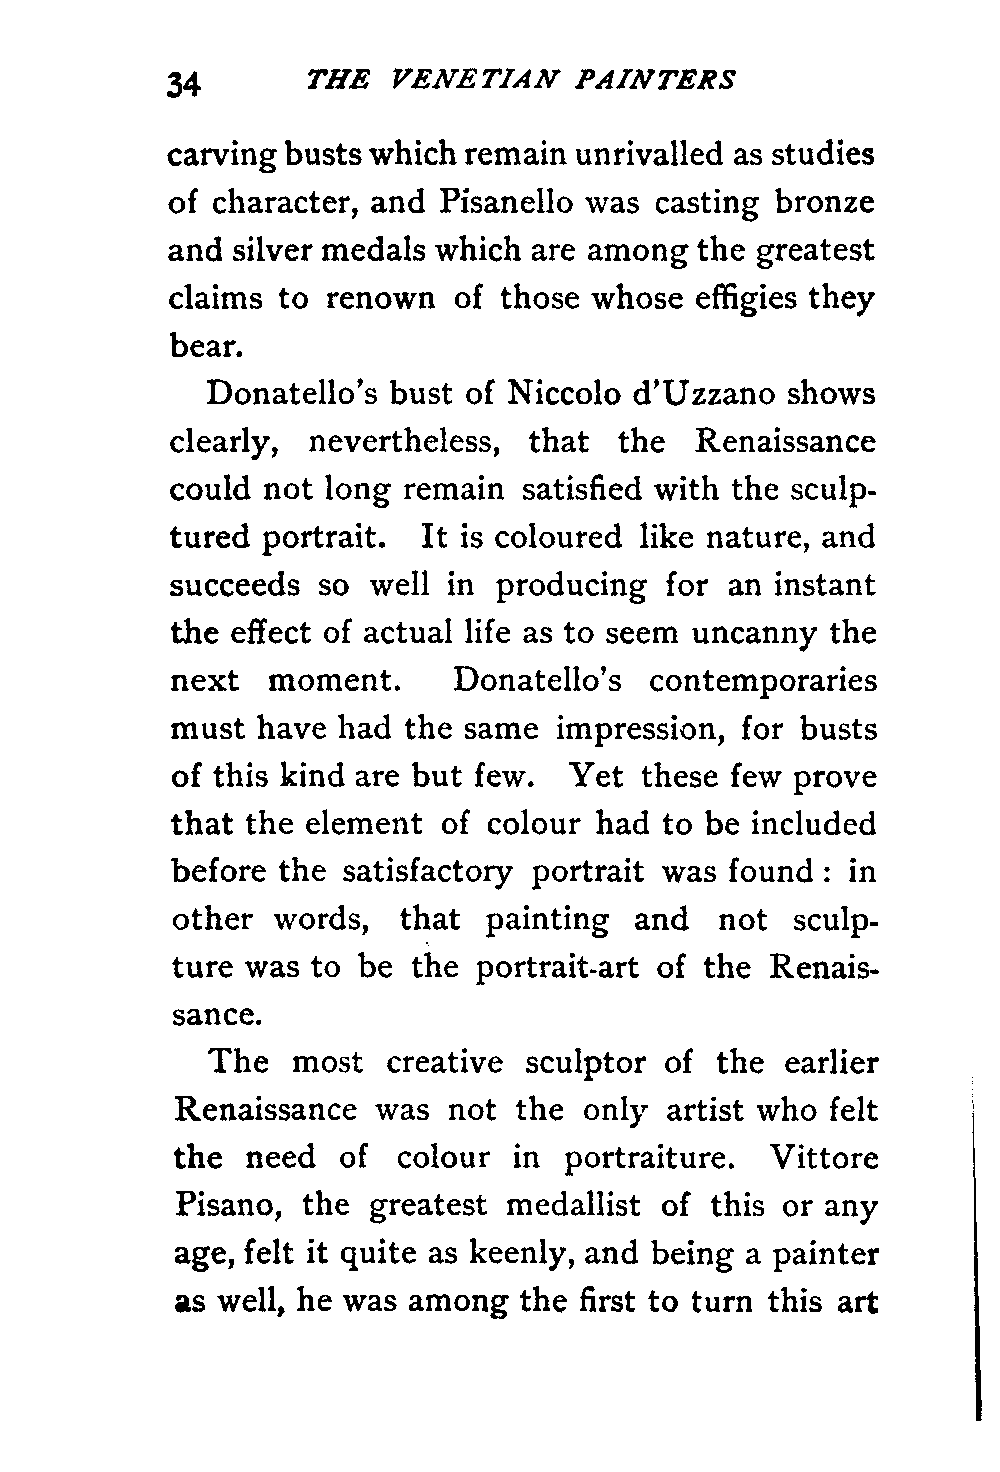 34 THE VENETIAN PAINTERS
carving busts which remain unrivalled as studies
of character, and Pisanello was casting bronze
and silver medals which are among the greatest
claims to renown of those whose effigies they
bear.
Donatello's bust of Niccolo d'Uzzano shows
clearly, nevertheless, that the Renaissance
could not long remain satisfied with the sculp-
tured portrait. It is coloured like nature, and
succeeds so well in producing for an instant
the effect of actual life as to seem uncanny the
next moment. Donatello's contemporaries
must have had the same impression, for busts
of this kind are but few. Yet these few prove
that the element of colour had to be included
before the satisfactory portrait was found : in
other words, that painting and not sculp-
ture was to be the portrait-art of the Renais-
sance.
The most creative sculptor of the earlier
Renaissance was not the only artist who felt
the need of colour in portraiture. Vittore
Pisano, the greatest medallist of this or any
age, felt it quite as keenly, and being a painter
as well, he was among the first to turn this art